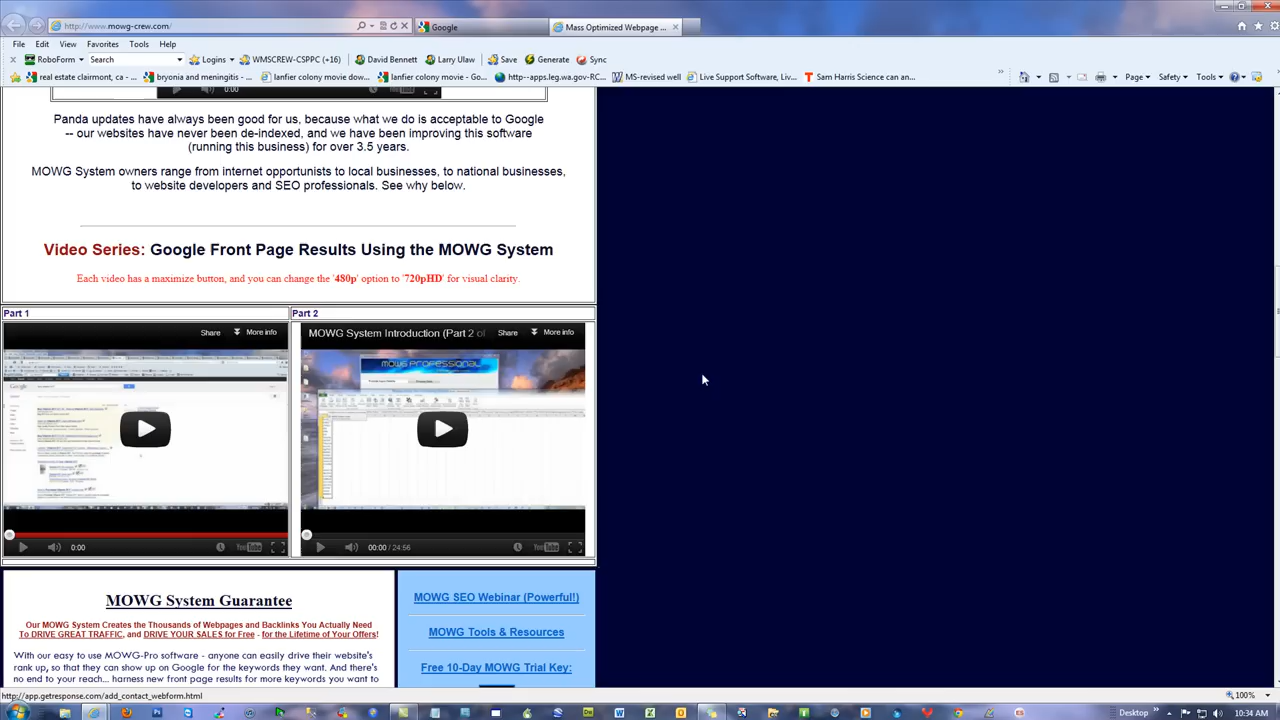 http://www.mowg-crew.com/
Google
Mass Optimized Webpage ...
File Edit View Favorites Tools Help
RoboForm Search Logins WMSCREW-CSPPC (+16) David Bennett Larry Ulaw Save Generate Sync
real estate clairmont, ca - ... bryonia and meningitis - ... lanfier colony movie dow... lanfier colony movie - Go... http--apps.leg.wa.gov-RC... MS-revised well Live Support Software, Liv... Sam Harris Science can an...
Page Safety Tools
0:00
Panda updates have always been good for us, because what we do is acceptable to Google
-- our websites have never been de-indexed, and we have been improving this software
(running this business) for over 3.5 years.
MOWG System owners range from internet opportunists to local businesses, to national businesses,
to website developers and SEO professionals. See why below.
Video Series: Google Front Page Results Using the MOWG System
Each video has a maximize button, and you can change the '480p' option to '720pHD' for visual clarity.
Part 1 Part 2
Share More info
MOWG System Introduction (Part 2 of Share More info
MOWG PROFESSIONAL
0:00 YouTube
00:00 / 24:56 YouTube
MOWG System Guarantee
Our MOWG System Creates the Thousands of Webpages and Backlinks You Actually Need
To DRIVE GREAT TRAFFIC, and DRIVE YOUR SALES for Free - for the Lifetime of Your Offers!
With our easy to use MOWG-Pro software - anyone can easily drive their website's
rank up, so that they can show up on Google for the keywords they want. And there's
no end to your reach... harness new front page results for more keywords you want to
MOWG SEO Webinar (Powerful!)
MOWG Tools & Resources
Free 10-Day MOWG Trial Key:
http://app.getresponse.com/add_contact_webform.html
100%
Desktop 10:34 AM